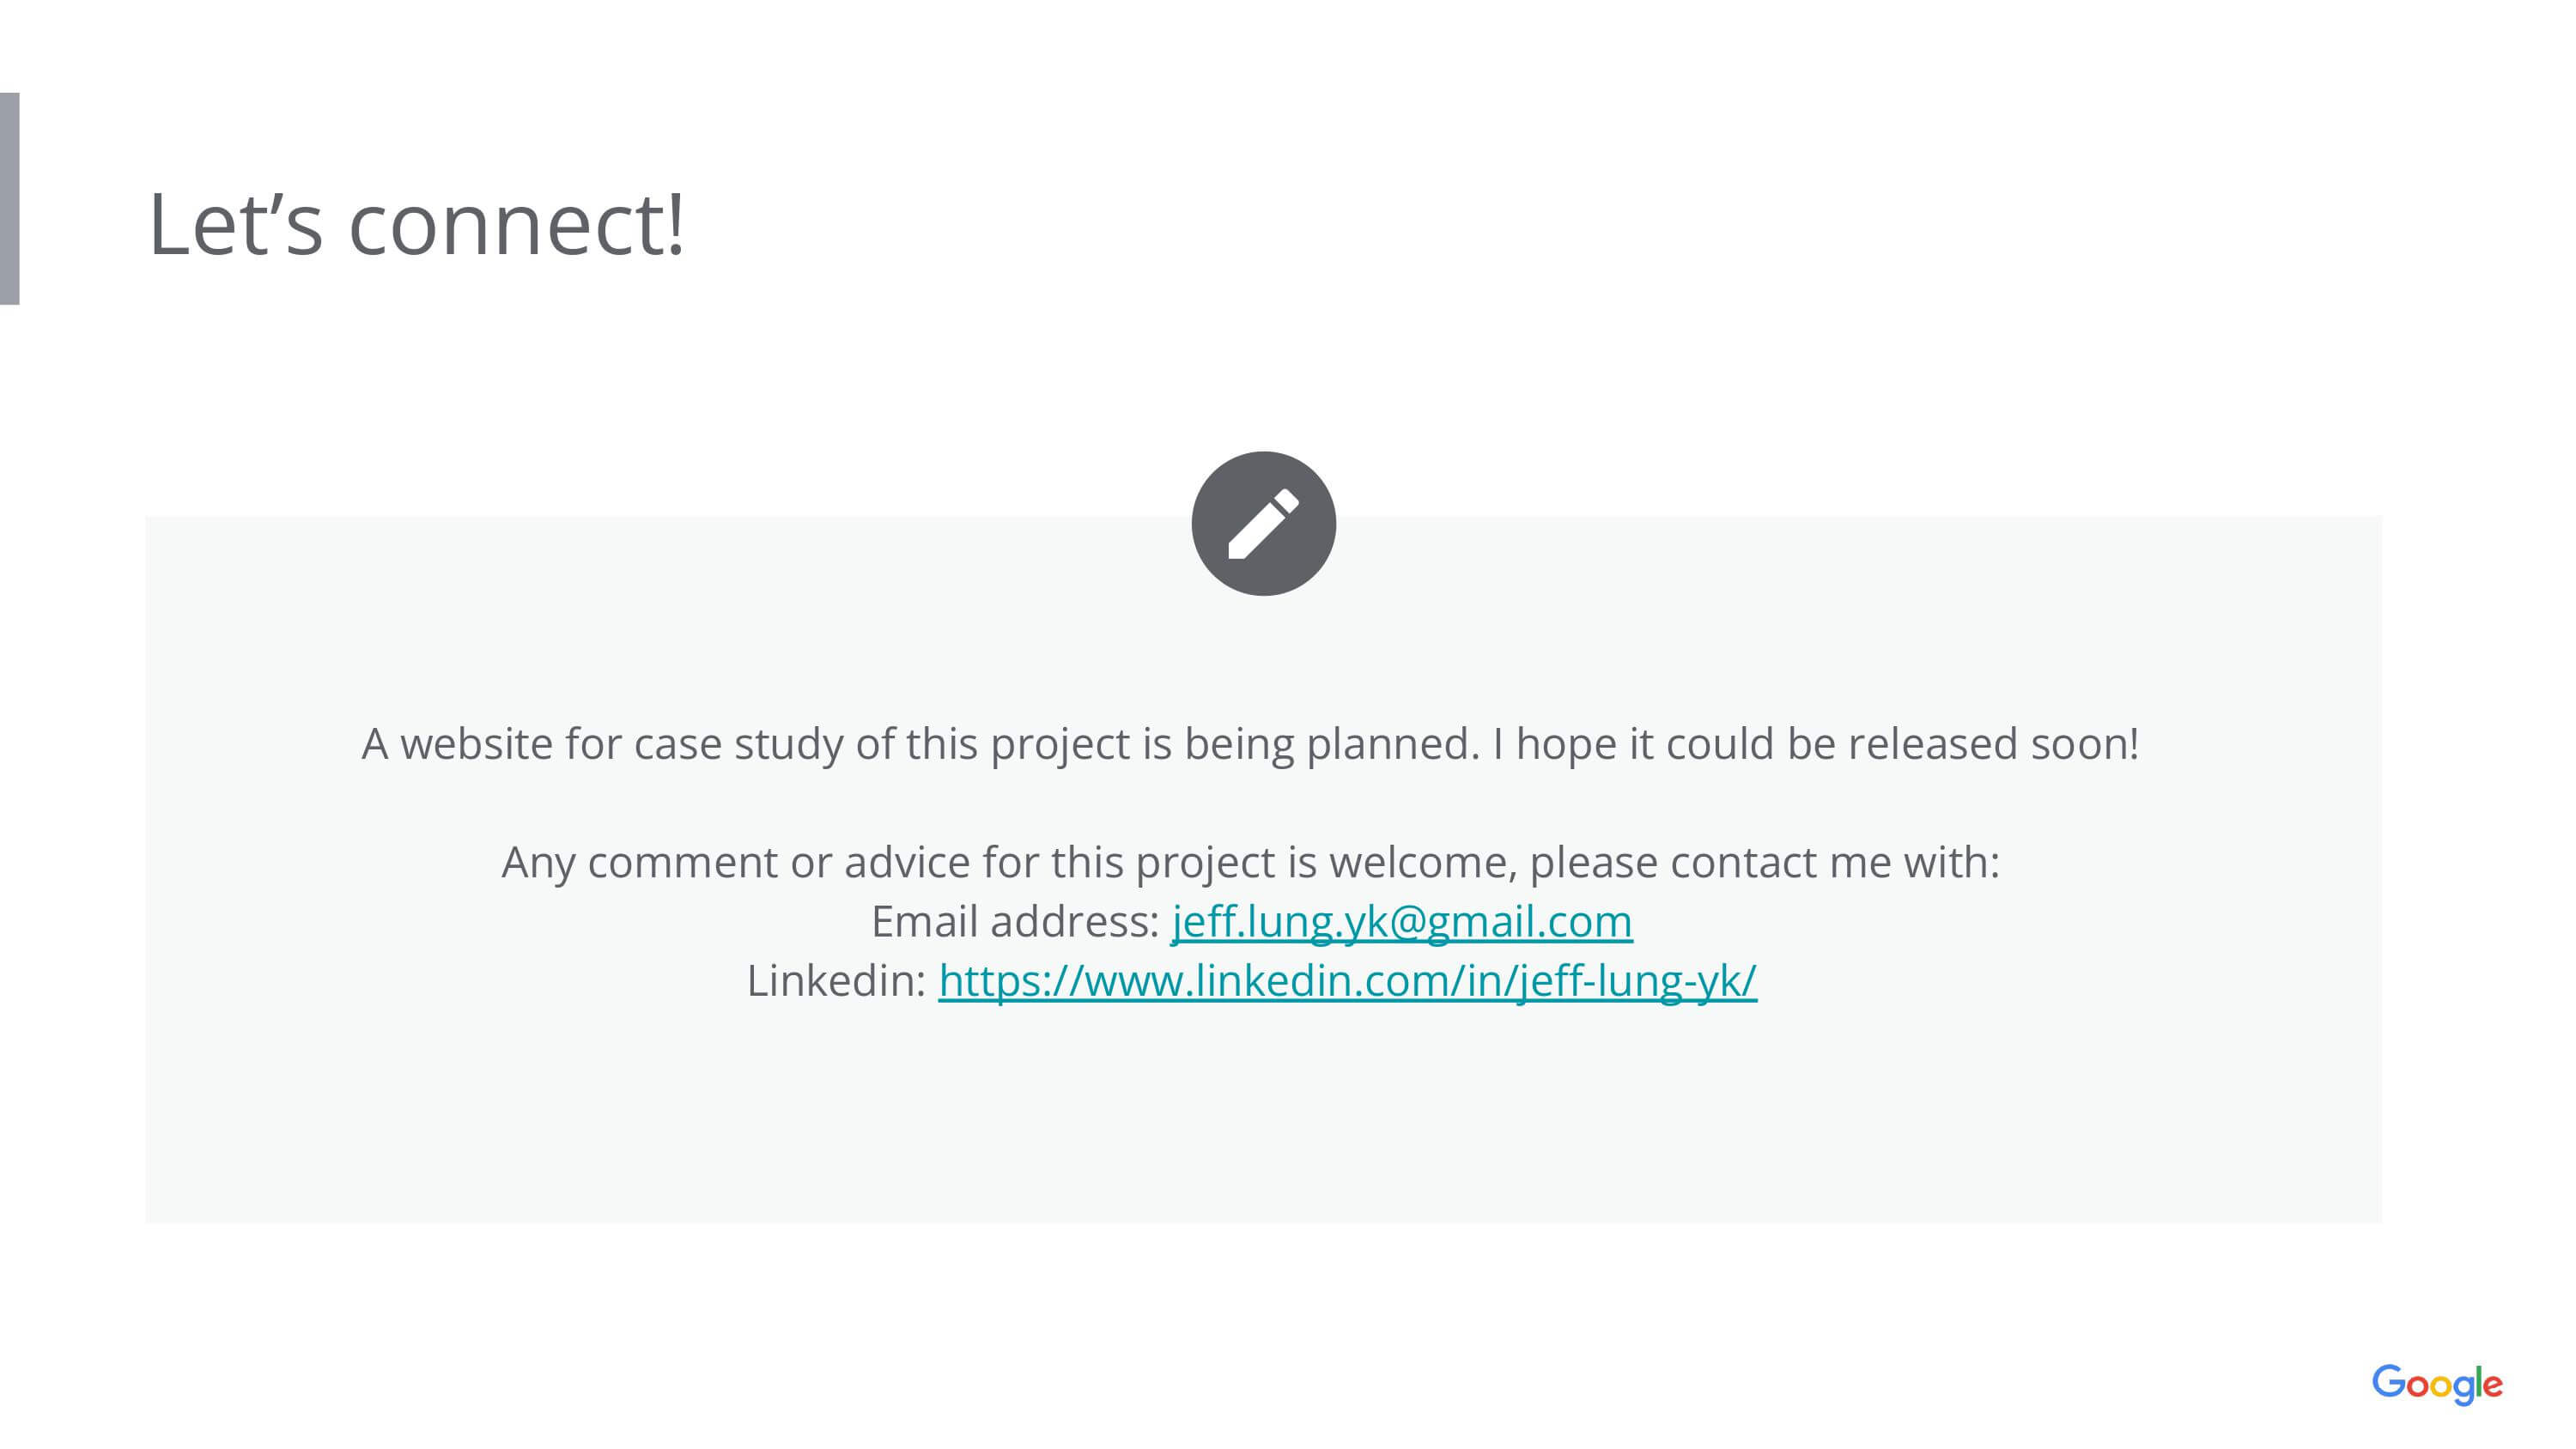 Let’s connect!
A website for case study of this project is being planned. I hope it could be released soon!
Any comment or advice for this project is welcome, please contact me with:
Email address: jeff.lung.yk@gmail.com
Linkedin: https://www.linkedin.com/in/jeff-lung-yk/
Google